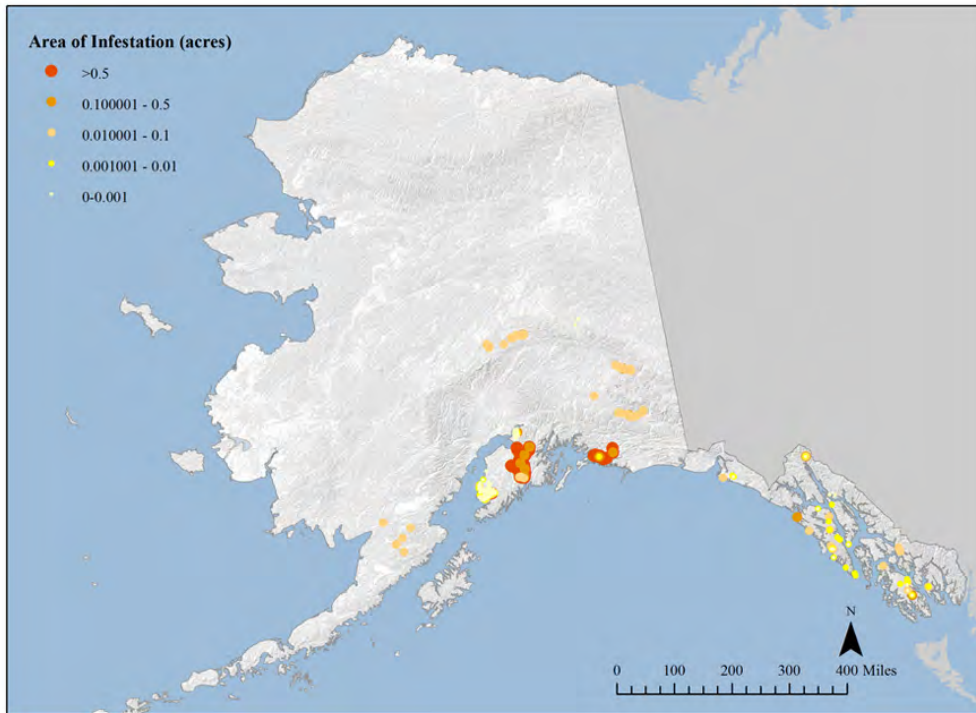 Area of Infestation (acres)
>0.5
0.100001 - 0.5
0.010001 - 0.1
0.001001 - 0.01
0-0.001
N
0 100 200 300 400 Miles